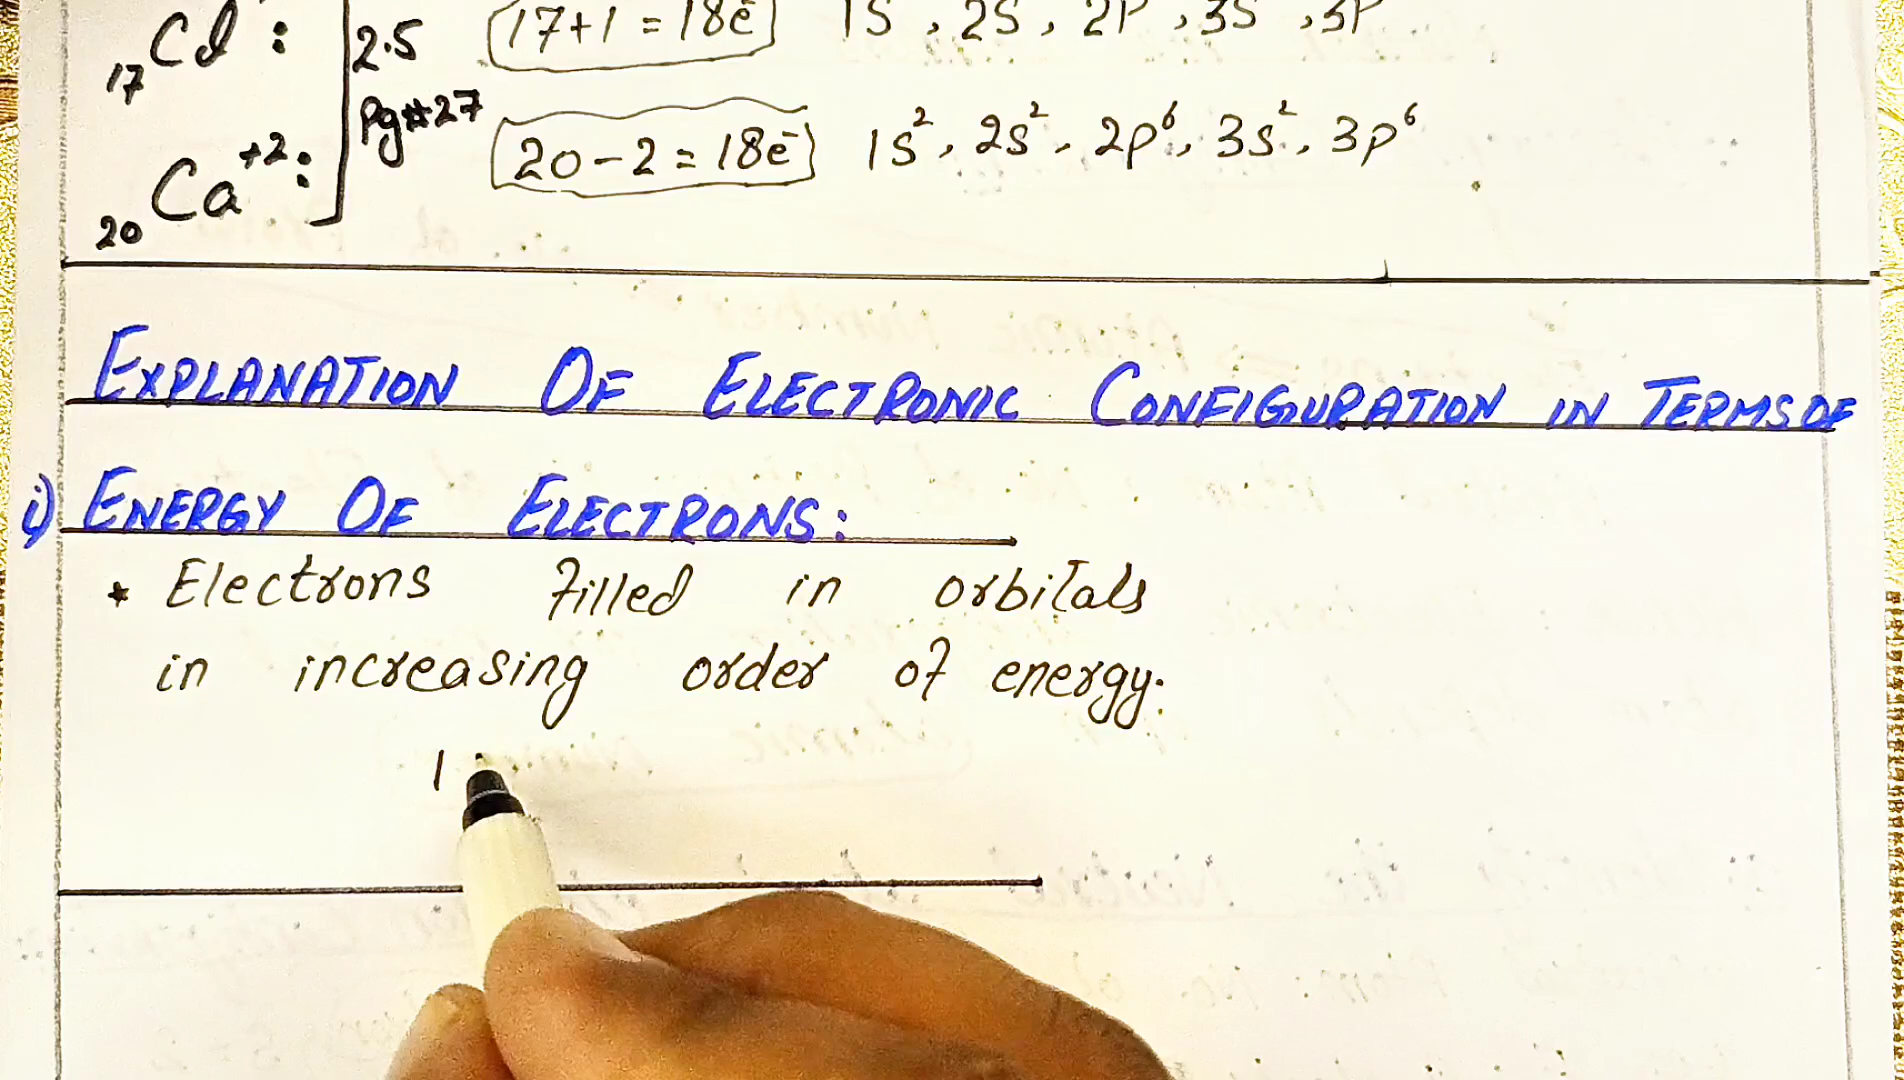 17Cl : 2.5 17+1 = 18e̅ 1S , 2S , 2P , 3S , 3P
Pg#27
20Ca⁺²: 20-2 = 18e̅ 1s², 2s², 2p⁶, 3s², 3p⁶
EXPLANATION OF ELECTRONIC CONFIGURATION IN TERMS OF
i) ENERGY OF ELECTRONS:
* Electrons filled in orbitals
in increasing order of energy.
1